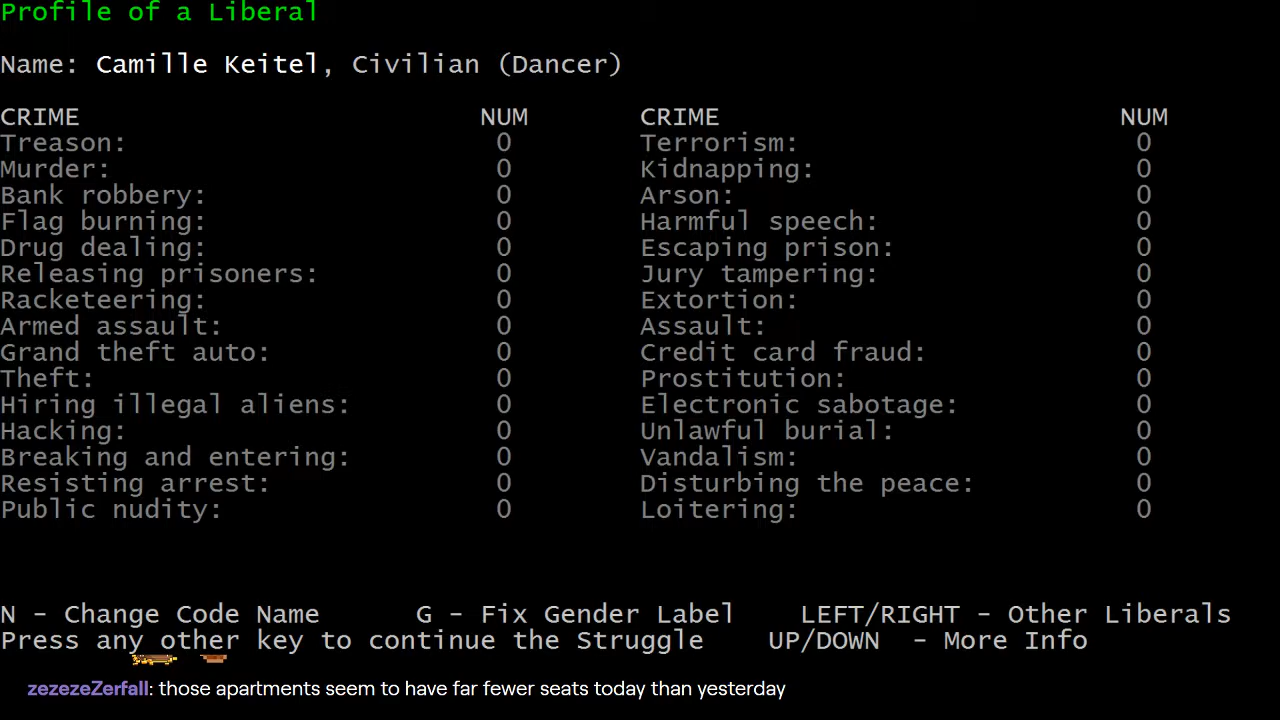 Profile of a Liberal
Name: Camille Keitel, Civilian (Dancer)
CRIME NUM CRIME NUM
Treason: 0 Terrorism: 0
Murder: 0 Kidnapping: 0
Bank robbery: 0 Arson: 0
Flag burning: 0 Harmful speech: 0
Drug dealing: 0 Escaping prison: 0
Releasing prisoners: 0 Jury tampering: 0
Racketeering: 0 Extortion: 0
Armed assault: 0 Assault: 0
Grand theft auto: 0 Credit card fraud: 0
Theft: 0 Prostitution: 0
Hiring illegal aliens: 0 Electronic sabotage: 0
Hacking: 0 Unlawful burial: 0
Breaking and entering: 0 Vandalism: 0
Resisting arrest: 0 Disturbing the peace: 0
Public nudity: 0 Loitering: 0
N - Change Code Name G - Fix Gender Label LEFT/RIGHT - Other Liberals
Press any other key to continue the Struggle UP/DOWN - More Info
zezezeZerfall: those apartments seem to have far fewer seats today than yesterday